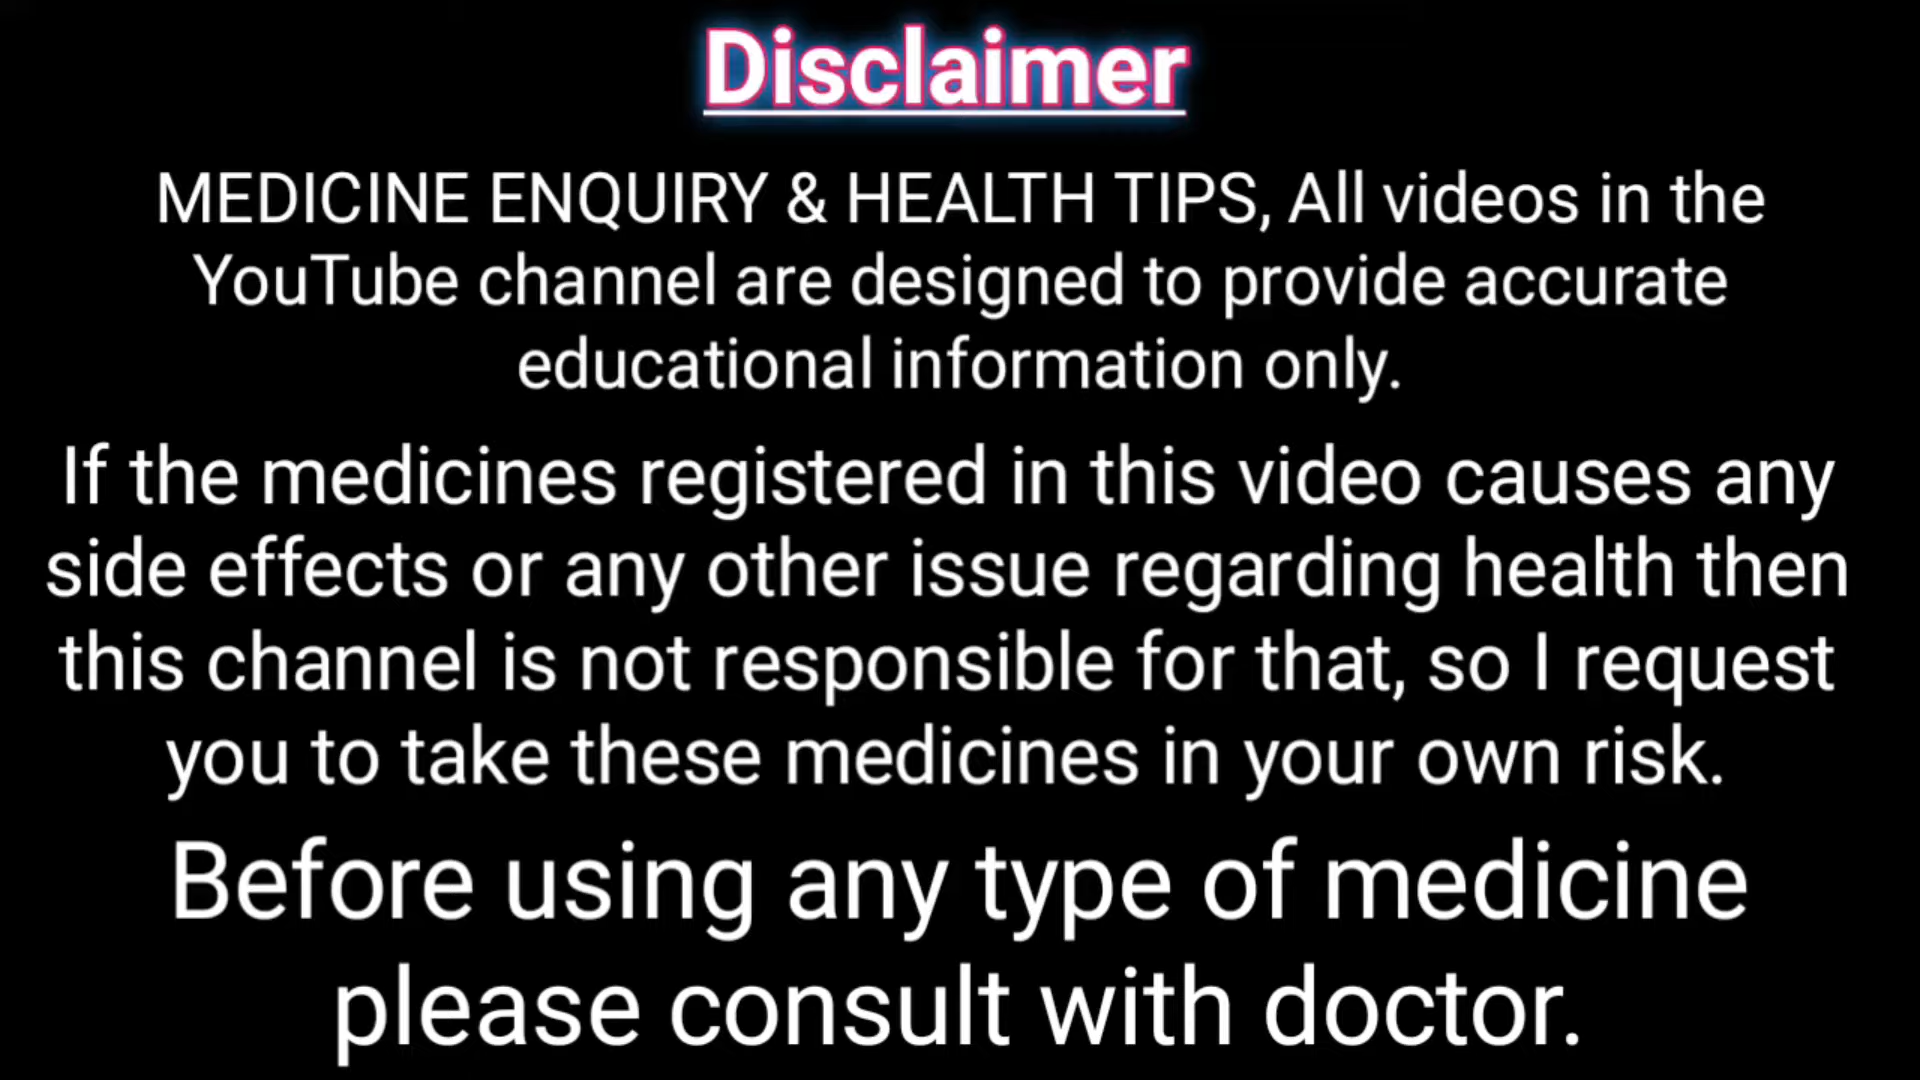 Disclaimer
MEDICINE ENQUIRY & HEALTH TIPS, All videos in the
YouTube channel are designed to provide accurate
educational information only.
If the medicines registered in this video causes any
side effects or any other issue regarding health then
this channel is not responsible for that, so I request
you to take these medicines in your own risk.
Before using any type of medicine
please consult with doctor.